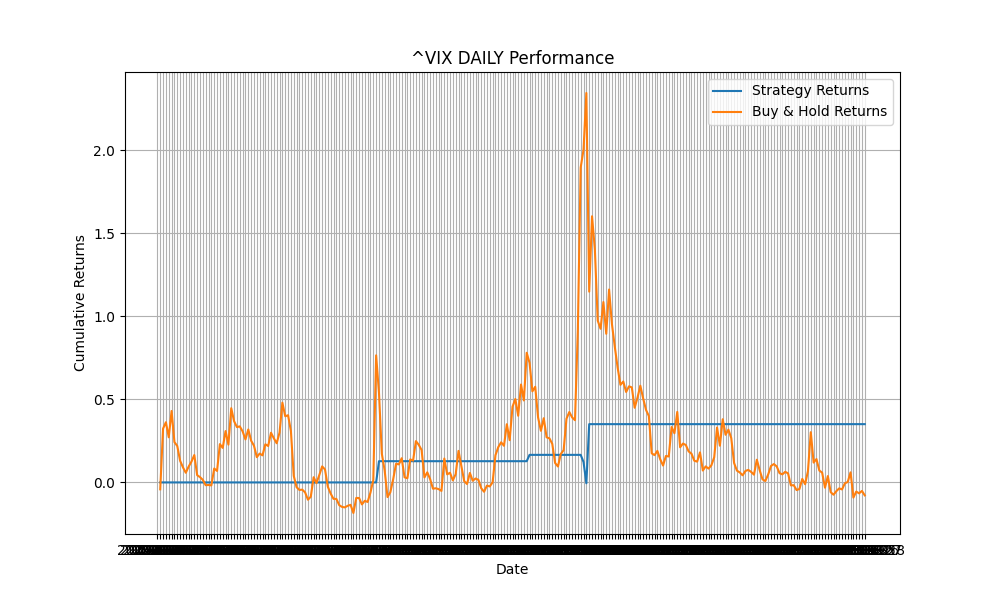 ^VIX DAILY Performance
Strategy Returns
Buy & Hold Returns
2.0
1.5
1.0
0.5
0.0
Cumulative Returns
Date